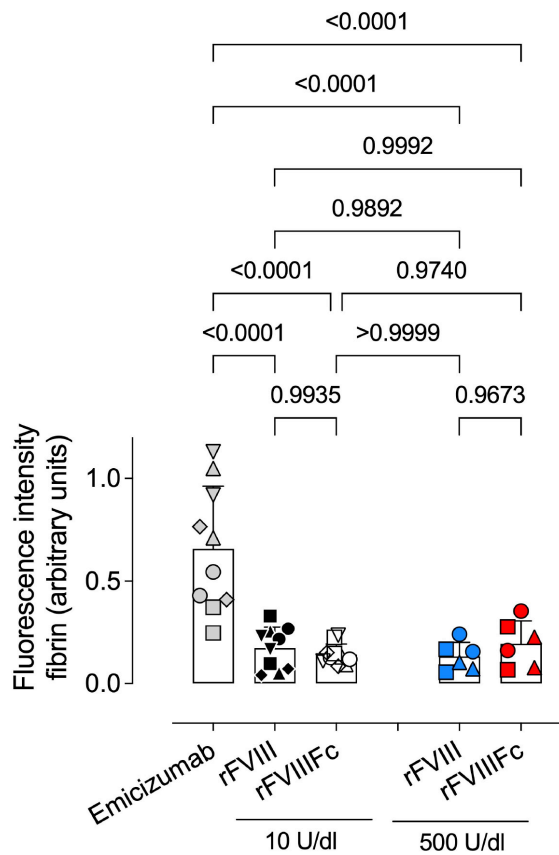 <0.0001
<0.0001
0.9992
0.9892
<0.0001 0.9740
<0.0001 >0.9999
0.9935 0.9673
Fluorescence intensity
fibrin (arbitrary units)
1.0
0.5
0.0
Emicizumab rFVIII rFVIIIFc rFVIII rFVIIIFc
10 U/dl 500 U/dl